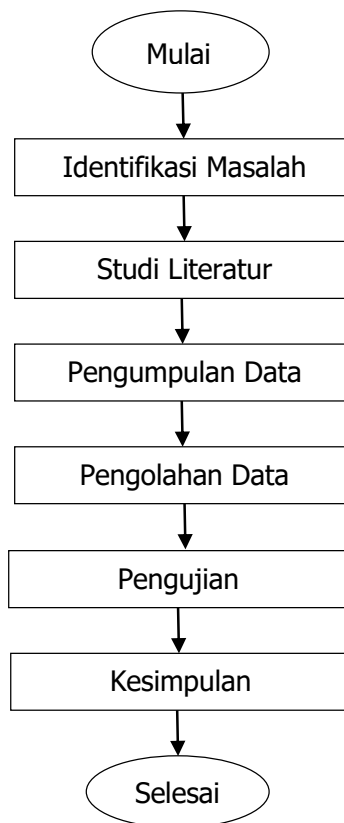 Mulai
Identifikasi Masalah
Studi Literatur
Pengumpulan Data
Pengolahan Data
Pengujian
Kesimpulan
Selesai